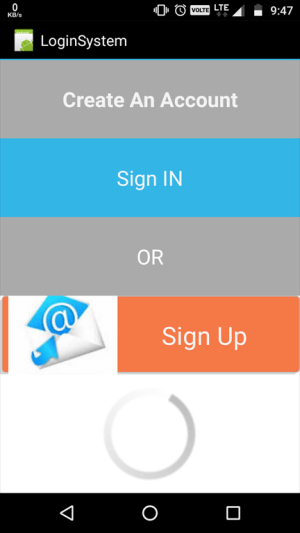 0
KB/s
VOLTE
LTE
9:47
LoginSystem
Create An Account
Sign IN
OR
@
Sign Up